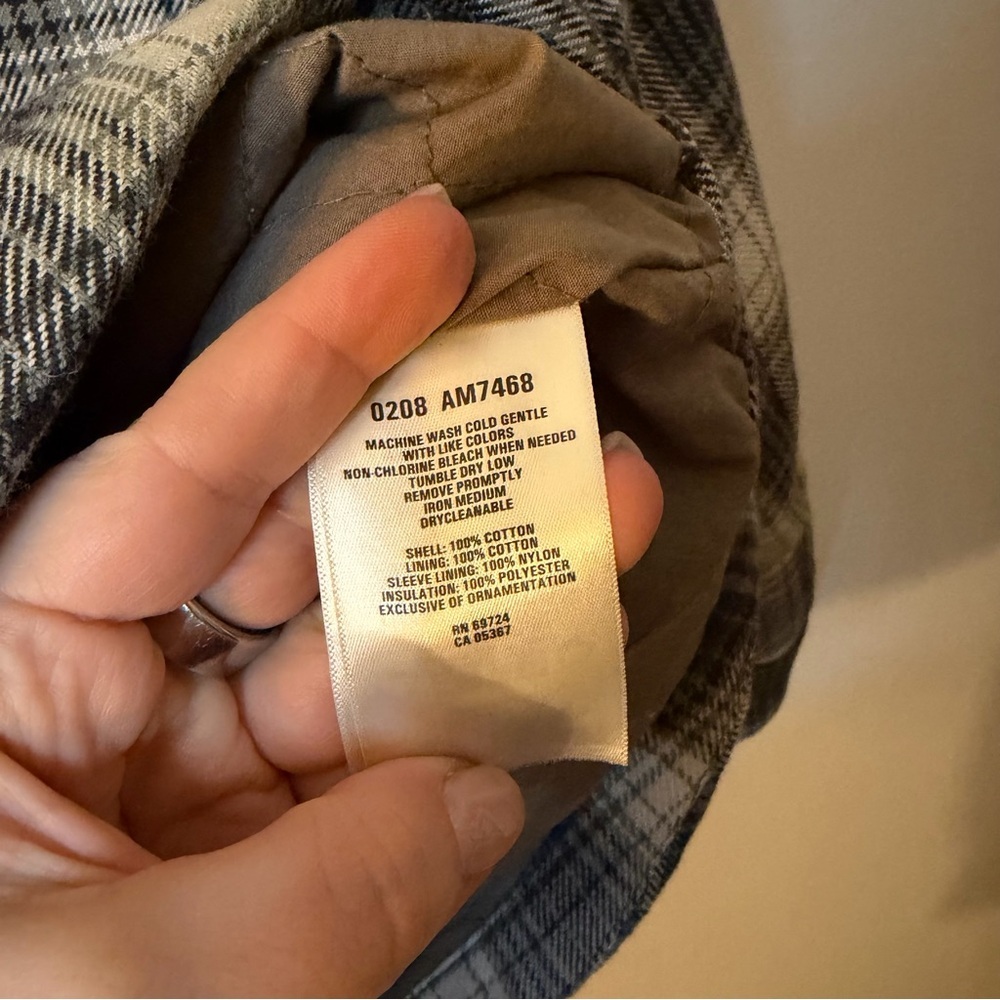 0208 AM7468
MACHINE WASH COLD GENTLE
WITH LIKE COLORS
NON-CHLORINE BLEACH WHEN NEEDED
TUMBLE DRY LOW
REMOVE PROMPTLY
IRON MEDIUM
DRYCLEANABLE
SHELL: 100% COTTON
LINING: 100% COTTON
SLEEVE LINING: 100% NYLON
INSULATION: 100% POLYESTER
EXCLUSIVE OF ORNAMENTATION
RN 69724
CA 05367